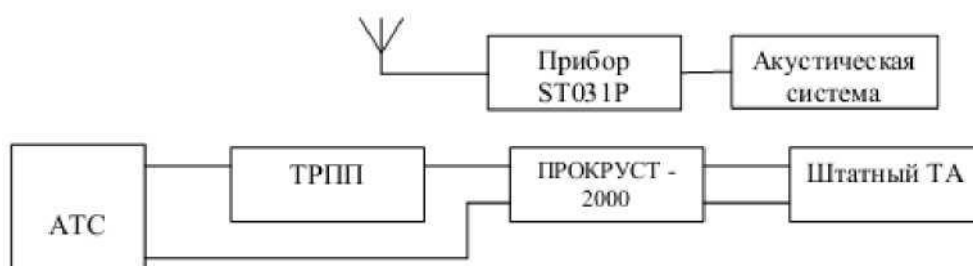 Прибор
ST031P
Акустическая
система
АТС
ТРПП
ПРОКРУСТ -
2000
Штатный ТА